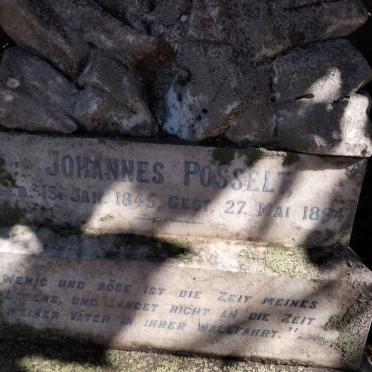 JOHANNES POSSELT,
GEB. 15. JAN. 1845, GEST. 27. MAI 1894.
WENIG UND BÖSE IST DIE ZEIT MEINES
LEBENS, UND LANGET NICHT AN DIE ZEIT
MEINER VÄTER IN IHRER WALLFAHRT."